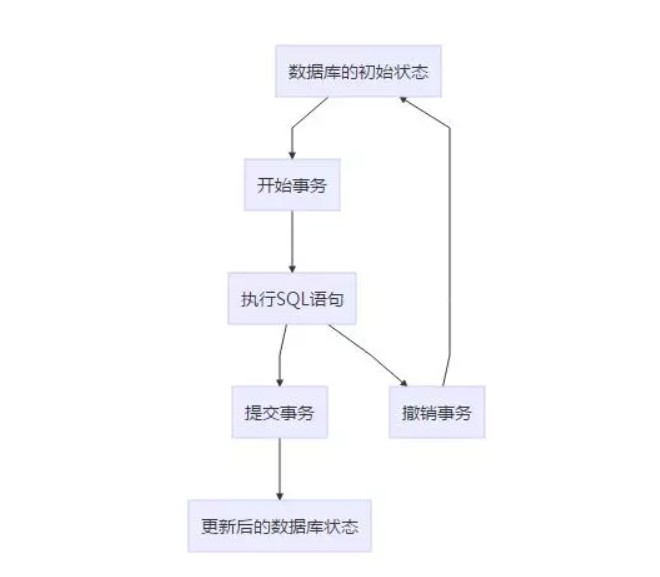 数据库的初始状态
开始事务
执行SQL语句
提交事务
撤销事务
更新后的数据库状态